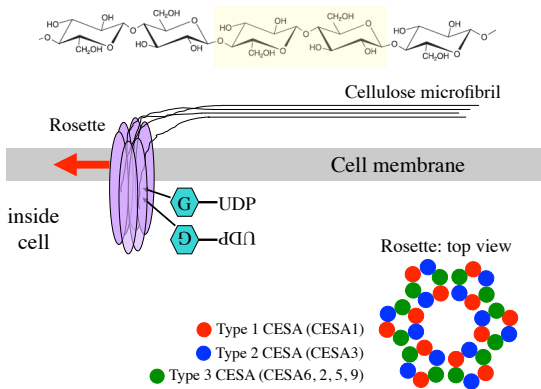 OH
CH₂OH
OH
CH₂OH
OH
HO
O
HO
O
O
HO
O
HO
O
HO
O
O
O
O
O
O
O
CH₂OH
OH
CH₂OH
OH
CH₂OH
Cellulose microfibril
Rosette
Cell membrane
G
UDP
inside
cell
G
UDP
Rosette: top view
Type 1 CESA (CESA1)
Type 2 CESA (CESA3)
Type 3 CESA (CESA6, 2, 5, 9)